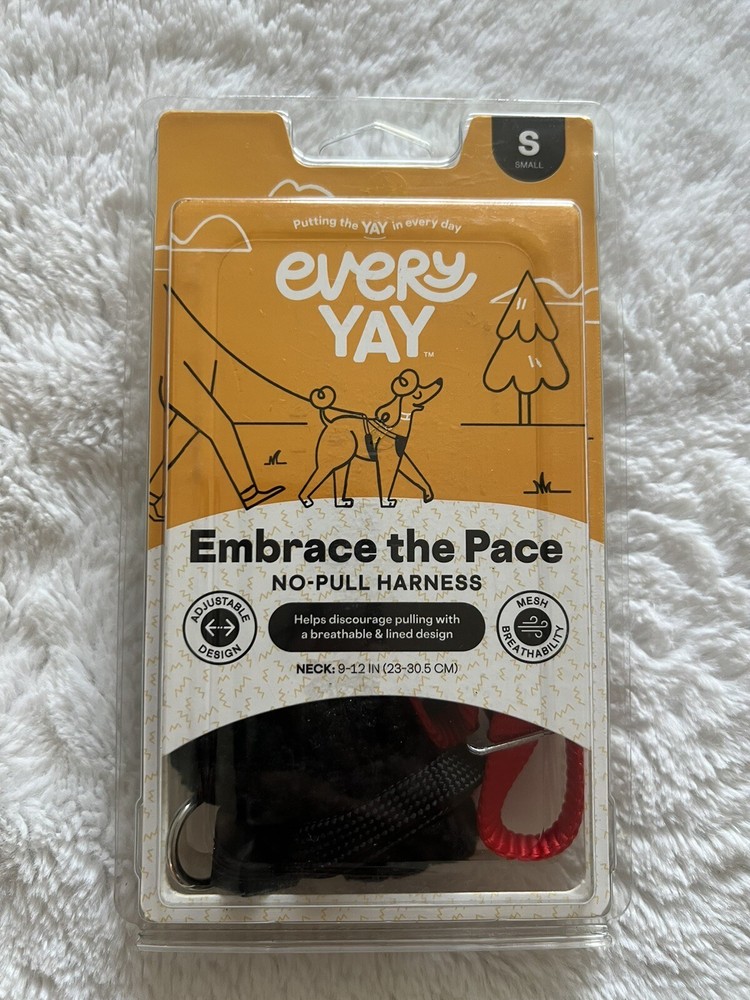 S
SMALL
Putting the YAY in every day
every
YAY™
Embrace the Pace
NO-PULL HARNESS
ADJUSTABLE
DESIGN
Helps discourage pulling with
a breathable & lined design
MESH
BREATHABILITY
NECK: 9-12 IN (23-30.5 CM)